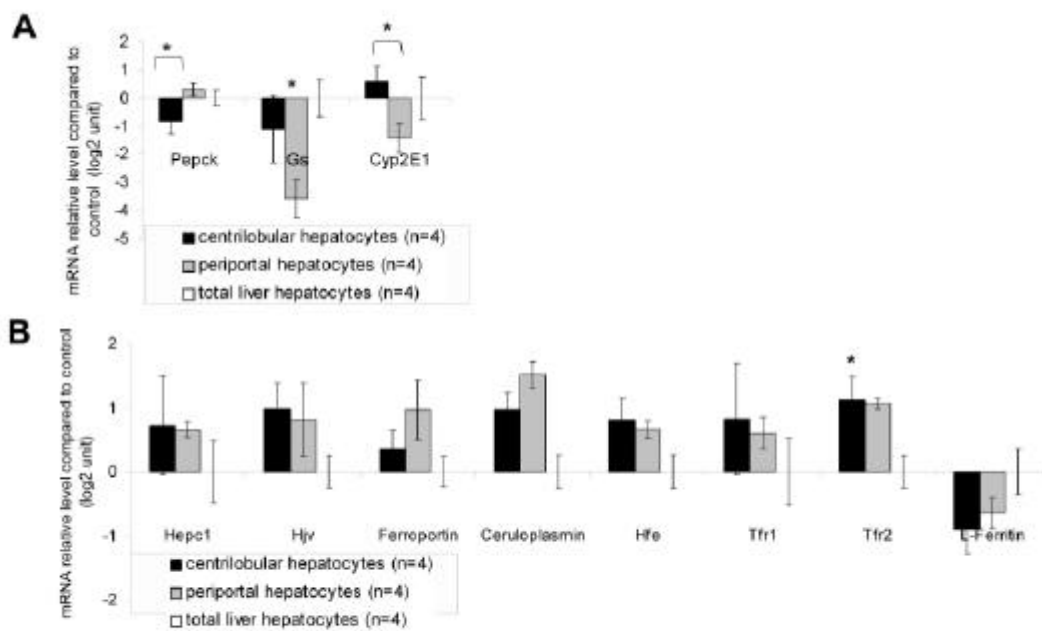 A
mRNA relative level compared to
control (log2 unit)
2
1
0
-1
-2
-3
-4
-5
*
*
*
Pepck
Gs
Cyp2E1
centrilobular hepatocytes (n=4)
periportal hepatocytes (n=4)
total liver hepatocytes (n=4)
B
mRNA relative level compared to control
(log2 unit)
2
1
0
-1
-2
*
Hepc1
Hjv
Ferroportin
Ceruloplasmin
Hfe
Tfr1
Tfr2
L-Ferritin
centrilobular hepatocytes (n=4)
periportal hepatocytes (n=4)
total liver hepatocytes (n=4)